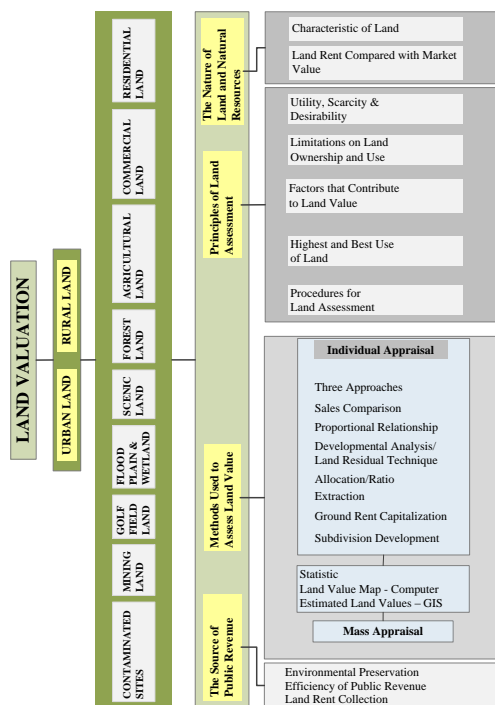 LAND VALUATION
URBAN LAND
RURAL LAND
CONTAMINATED
SITES
MINING LAND
GOLF
FIELD
LAND
FLOOD
PLAIN &
WETLAND
SCENIC
LAND
FOREST
LAND
AGRICULTURAL
LAND
COMMERCIAL
LAND
RESIDENTIAL
LAND
The Source of
Public Revenue
Methods Used to
Assess Land Value
Principles of Land
Assessment
The Nature of
Land and Natural
Resources
Characteristic of Land
Land Rent Compared with Market
Value
Utility, Scarcity &
Desirability
Limitations on Land
Ownership and Use
Factors that Contribute
to Land Value
Highest and Best Use
of Land
Procedures for
Land Assessment
Individual Appraisal
Three Approaches
Sales Comparison
Proportional Relationship
Developmental Analysis/
Land Residual Technique
Allocation/Ratio
Extraction
Ground Rent Capitalization
Subdivision Development
Statistic
Land Value Map - Computer
Estimated Land Values – GIS
Mass Appraisal
Environmental Preservation
Efficiency of Public Revenue
Land Rent Collection